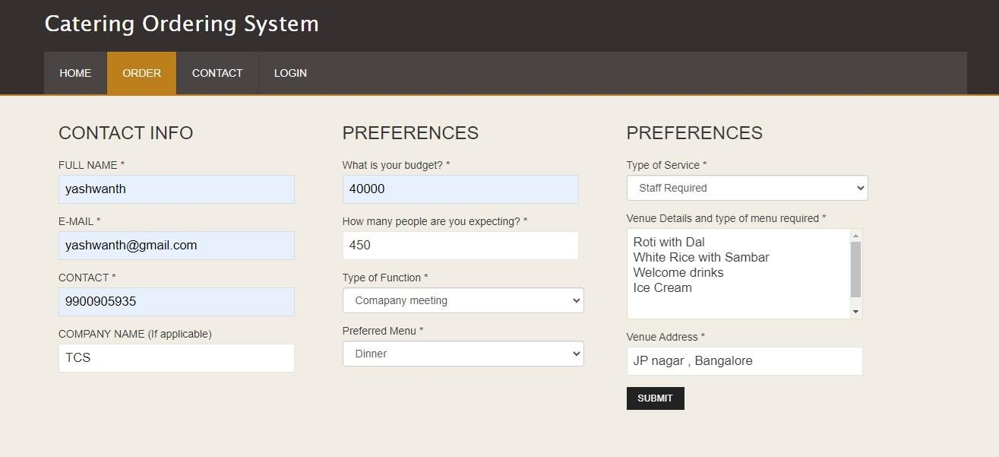 Catering Ordering System
HOME ORDER CONTACT LOGIN
CONTACT INFO
FULL NAME *
yashwanth
E-MAIL *
yashwanth@gmail.com
CONTACT *
9900905935
COMPANY NAME (If applicable)
TCS
PREFERENCES
What is your budget? *
40000
How many people are you expecting? *
450
Type of Function *
Comapany meeting
Preferred Menu *
Dinner
PREFERENCES
Type of Service *
Staff Required
Venue Details and type of menu required *
Roti with Dal
White Rice with Sambar
Welcome drinks
Ice Cream
Venue Address *
JP nagar , Bangalore
SUBMIT